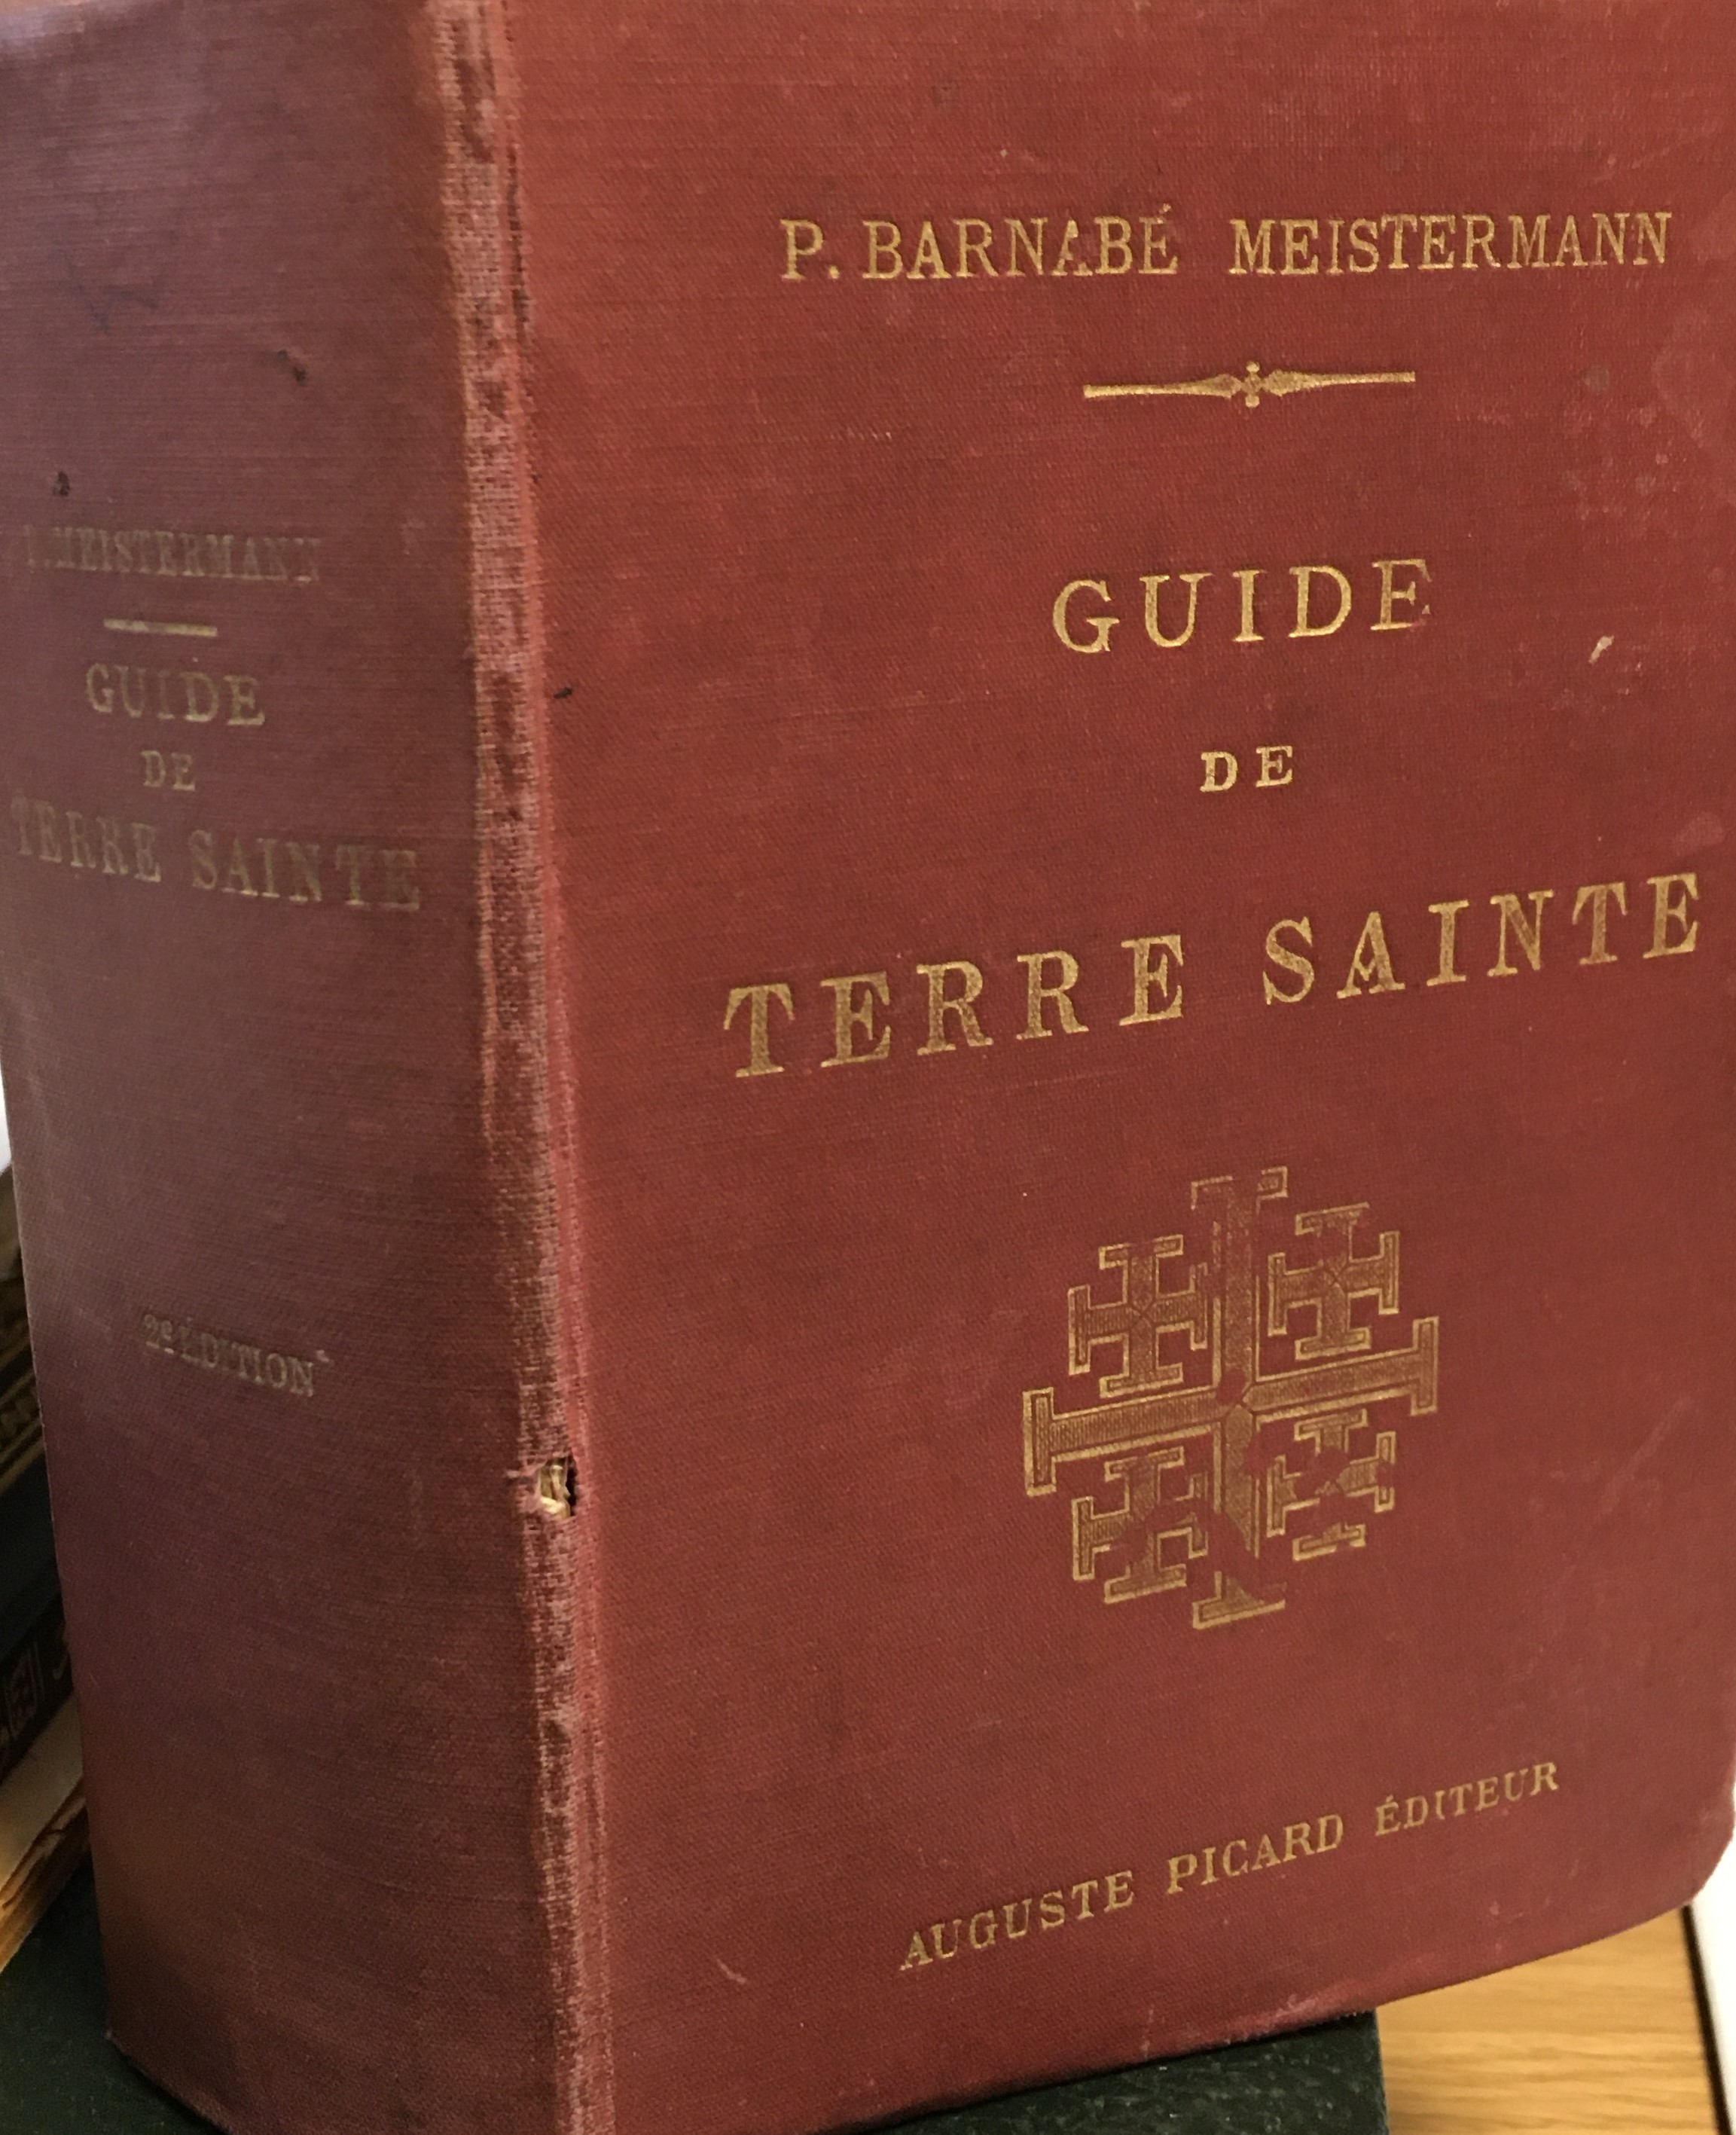 P. MEISTERMANN
GUIDE
DE
TERRE SAINTE
2e ÉDITION
P. BARNABÉ MEISTERMANN
GUIDE
DE
TERRE SAINTE
AUGUSTE PICARD ÉDITEUR